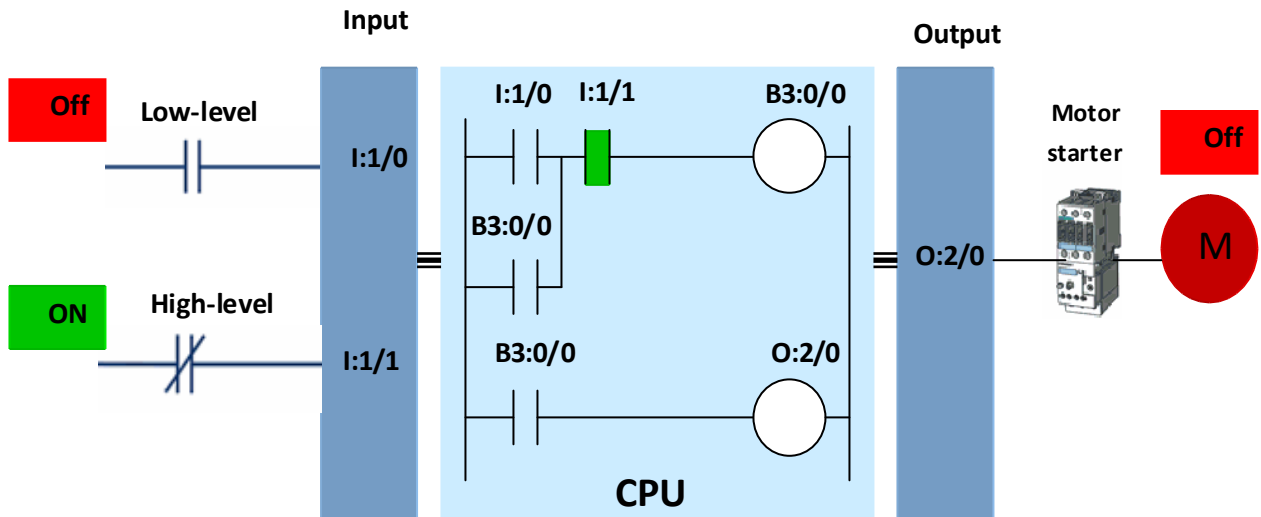 Input
Output
Off
Low-level
I:1/0
I:1/0
I:1/1
B3:0/0
Motor
starter
Off
B3:0/0
O:2/0
M
ON
High-level
I:1/1
B3:0/0
O:2/0
CPU